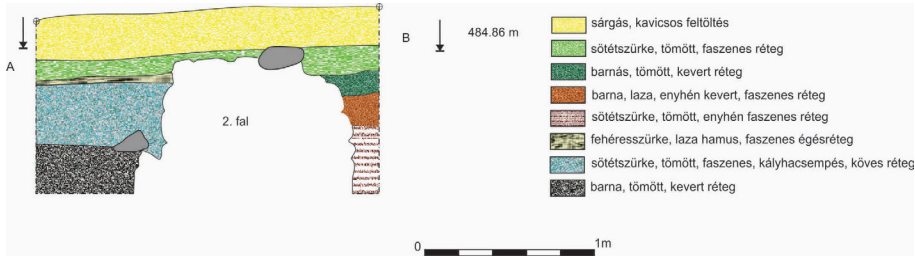 A
2. fal
B
484.86 m
sárgás, kavicsos feltöltés
sötétszürke, tömött, faszenes réteg
barnás, tömött, kevert réteg
barna, laza, enyhén kevert, faszenes réteg
sötétszürke, tömött, enyhén faszenes réteg
fehéresszürke, laza hamus, faszenes égésréteg
sötétszürke, tömött, faszenes, kályhacsempés, köves réteg
barna, tömött, kevert réteg
0
1m